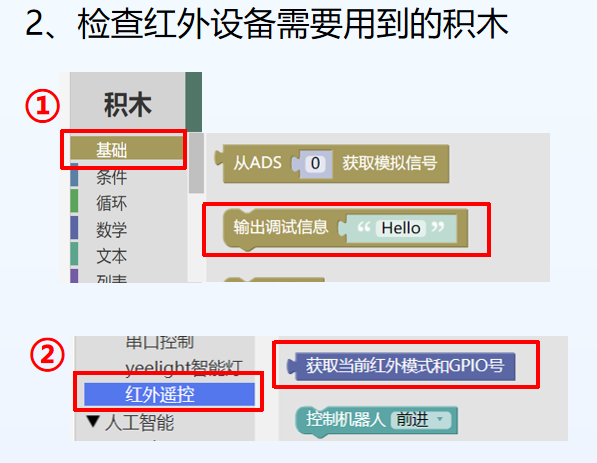 2、检查红外设备需要用到的积木
①
积木
基础
条件
循环
数学
文本
列表
从ADS 0 获取模拟信号
输出调试信息 “ Hello ”
②
串口控制
yeelight智能灯
红外遥控
▼人工智能
获取当前红外模式和GPIO号
控制机器人 前进